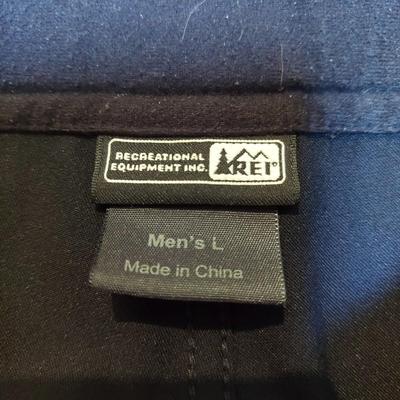 RECREATIONAL
EQUIPMENT INC.
REI®
Men's L
Made in China